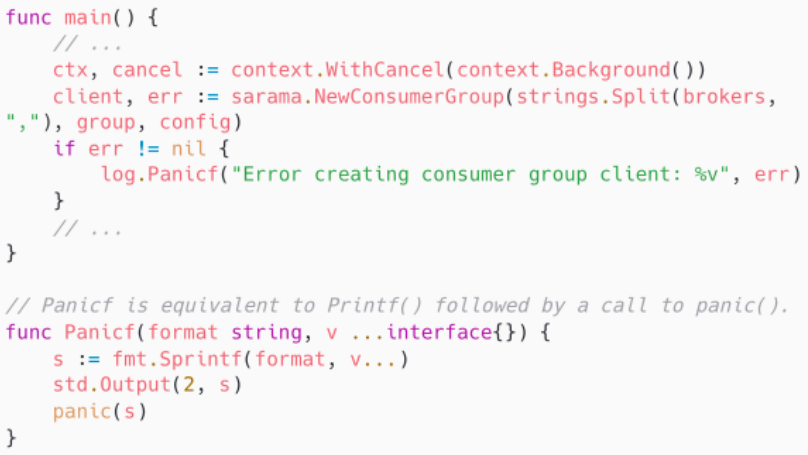 func main() {
    // ...
    ctx, cancel := context.WithCancel(context.Background())
    client, err := sarama.NewConsumerGroup(strings.Split(brokers,
","), group, config)
    if err != nil {
        log.Panicf("Error creating consumer group client: %v", err)
    }
    // ...
}

// Panicf is equivalent to Printf() followed by a call to panic().
func Panicf(format string, v ...interface{}) {
    s := fmt.Sprintf(format, v...)
    std.Output(2, s)
    panic(s)
}